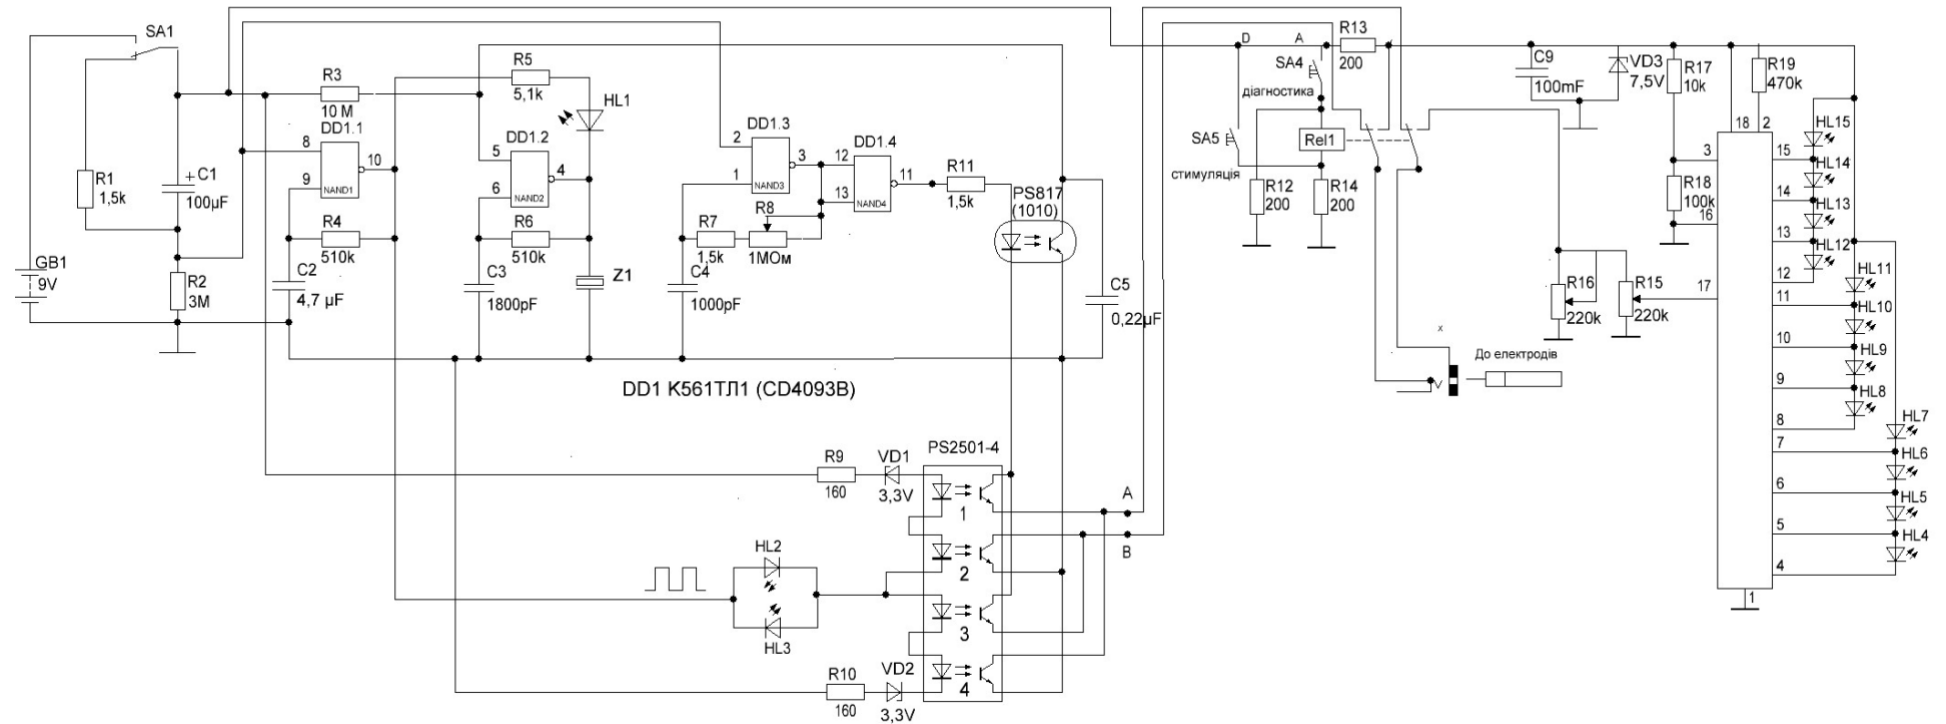 SA1
R1
1,5k
+
C1
100µF
GB1
9V
R2
3M
R3
10 M
DD1.1
8
9
10
NAND1
R4
510k
C2
4,7 µF
R5
5,1k
HL1
DD1.2
5
6
4
NAND2
R6
510k
C3
1800pF
Z1
DD1.3
2
1
3
NAND3
R7
1,5k
R8
1МОм
C4
1000pF
DD1.4
12
13
11
NAND4
R11
1,5k
PS817
(1010)
C5
0,22µF
DD1 К561ТЛ1 (CD4093B)
R9
160
VD1
3,3V
PS2501-4
1
2
3
4
A
B
HL2
HL3
R10
160
VD2
3,3V
D
A
R13
200
SA4
діагностика
SA5
стимуляція
Rel1
R12
200
R14
200
C9
100mF
VD3
7,5V
R17
10k
R18
100k
R19
470k
R16
220k
R15
220k
x
V
До електродів
18
2
3
16
17
15
14
13
12
11
10
9
8
7
6
5
4
1
HL15
HL14
HL13
HL12
HL11
HL10
HL9
HL8
HL7
HL6
HL5
HL4